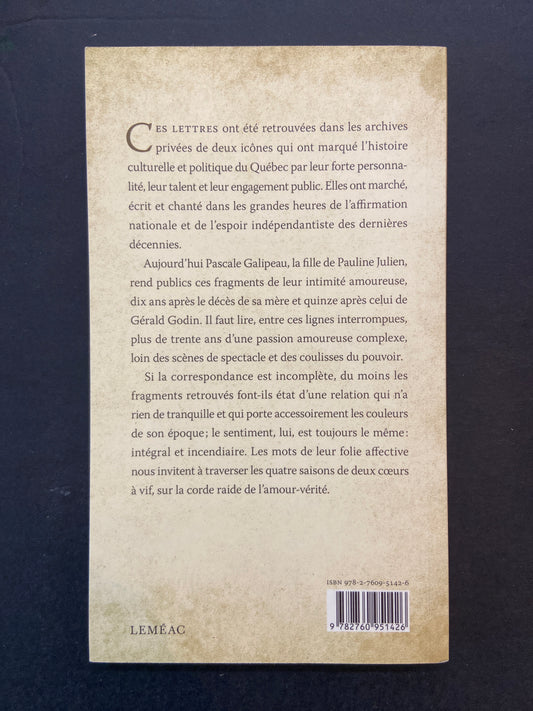 CES LETTRES ont été retrouvées dans les archives
privées de deux icônes qui ont marqué l'histoire
culturelle et politique du Québec par leur forte personna-
lité, leur talent et leur engagement public. Elles ont marché,
écrit et chanté dans les grandes heures de l'affirmation
nationale et de l'espoir indépendantiste des dernières
décennies.
Aujourd'hui Pascale Galipeau, la fille de Pauline Julien,
rend publics ces fragments de leur intimité amoureuse,
dix ans après le décès de sa mère et quinze après celui de
Gérald Godin. Il faut lire, entre ces lignes interrompues,
plus de trente ans d'une passion amoureuse complexe,
loin des scènes de spectacle et des coulisses du pouvoir.
Si la correspondance est incomplète, du moins les
fragments retrouvés font-ils état d'une relation qui n'a
rien de tranquille et qui porte accessoirement les couleurs
de son époque ; le sentiment, lui, est toujours le même :
intégral et incendiaire. Les mots de leur folie affective
nous invitent à traverser les quatre saisons de deux cœurs
à vif, sur la corde raide de l'amour-vérité.
ISBN 978-2-7609-5142-6
9 782760 951426
LEMÉAC